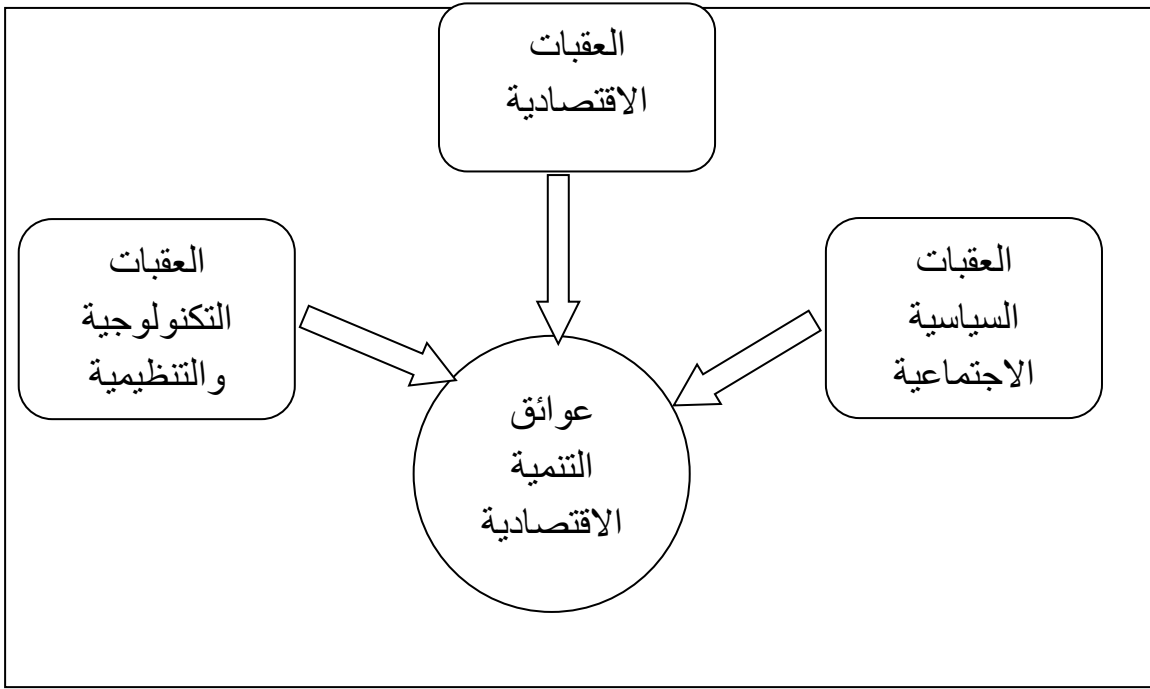 العقبات
الاقتصادية
العقبات
السياسية
الاجتماعية
العقبات
التكنولوجية
والتنظيمية
عوائق
التنمية
الاقتصادية